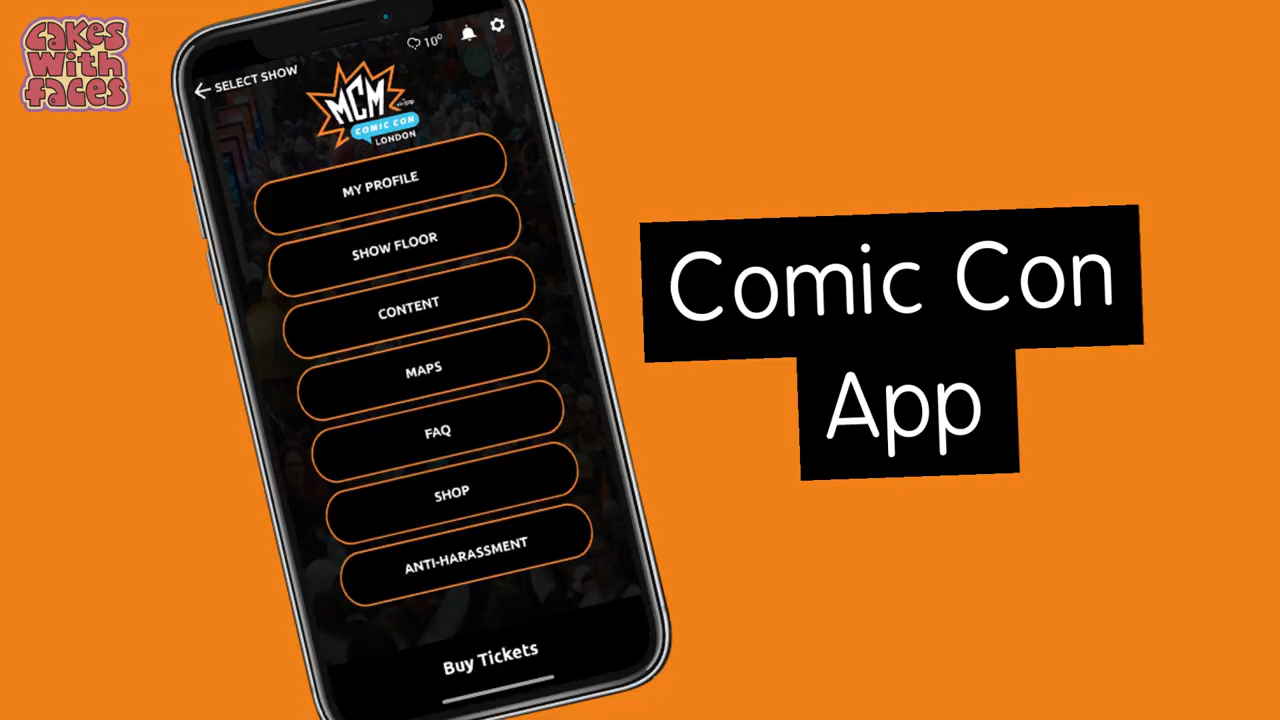 Cakes
With
faces
10°
← SELECT SHOW
MCM
COMIC CON
LONDON
MY PROFILE
SHOW FLOOR
CONTENT
MAPS
FAQ
SHOP
ANTI-HARASSMENT
Buy Tickets
Comic Con
App